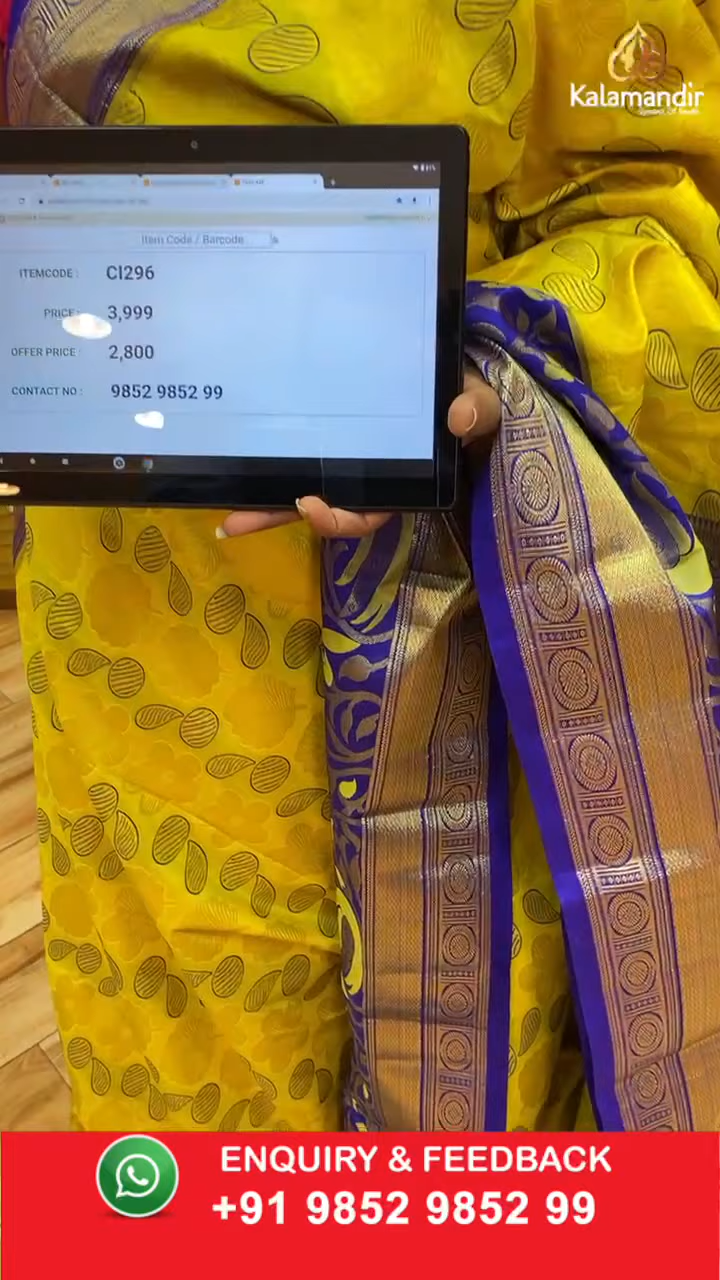 Kalamandir
Item Code / Barcode
ITEMCODE : CI296
PRICE : 3,999
OFFER PRICE : 2,800
CONTACT NO : 9852 9852 99
ENQUIRY & FEEDBACK
+91 9852 9852 99